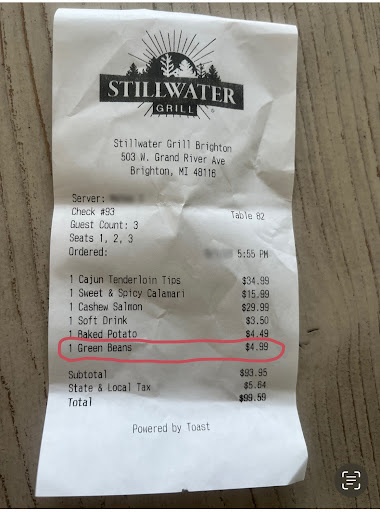 STILLWATER
GRILL
Stillwater Grill Brighton
503 W. Grand River Ave
Brighton, MI 48116
Server:
Check #93 Table 82
Guest Count: 3
Seats 1, 2, 3
Ordered: 5:55 PM
1 Cajun Tenderloin Tips $34.99
1 Sweet & Spicy Calamari $15.99
1 Cashew Salmon $29.99
1 Soft Drink $3.50
1 Baked Potato $4.49
1 Green Beans $4.99
Subtotal $93.95
State & Local Tax $5.64
Total $99.59
Powered by Toast